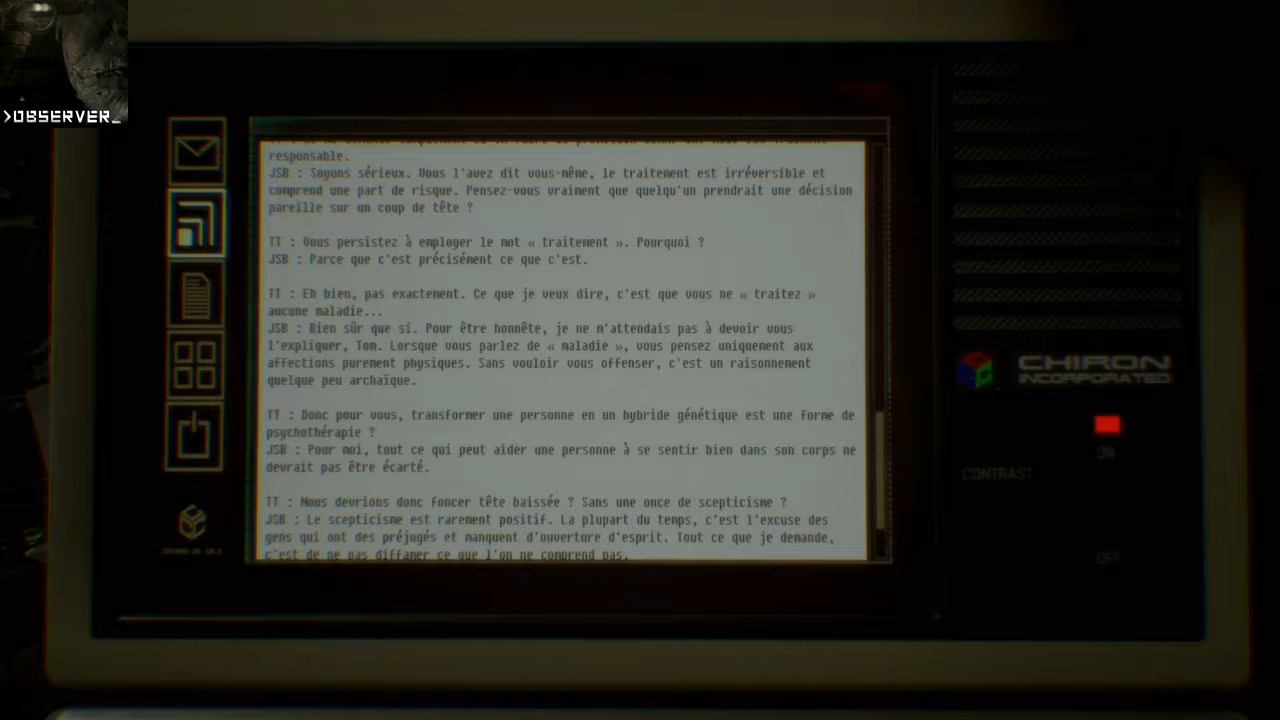 >OBSERVER_
responsable.
JSB : Soyons sérieux. Vous l'avez dit vous-même, le traitement est irréversible et
comprend une part de risque. Pensez-vous vraiment que quelqu'un prendrait une décision
pareille sur un coup de tête ?
TT : Vous persistez à employer le mot « traitement ». Pourquoi ?
JSB : Parce que c'est précisément ce que c'est.
TT : Eh bien, pas exactement. Ce que je veux dire, c'est que vous ne « traitez »
aucune maladie...
JSB : Bien sûr que si. Pour être honnête, je ne m'attendais pas à devoir vous
l'expliquer, Tom. Lorsque vous parlez de « maladie », vous pensez uniquement aux
affections purement physiques. Sans vouloir vous offenser, c'est un raisonnement
quelque peu archaïque.
TT : Donc pour vous, transformer une personne en un hybride génétique est une forme de
psychothérapie ?
JSB : Pour moi, tout ce qui peut aider une personne à se sentir bien dans son corps ne
devrait pas être écarté.
TT : Nous devrions donc foncer tête baissée ? Sans une once de scepticisme ?
JSB : Le scepticisme est rarement positif. La plupart du temps, c'est l'excuse des
gens qui ont des préjugés et manquent d'ouverture d'esprit. Tout ce que je demande,
c'est de ne pas diffamer ce que l'on ne comprend pas.
CHIRON
INCORPORATED
ON
CONTRAST
OFF